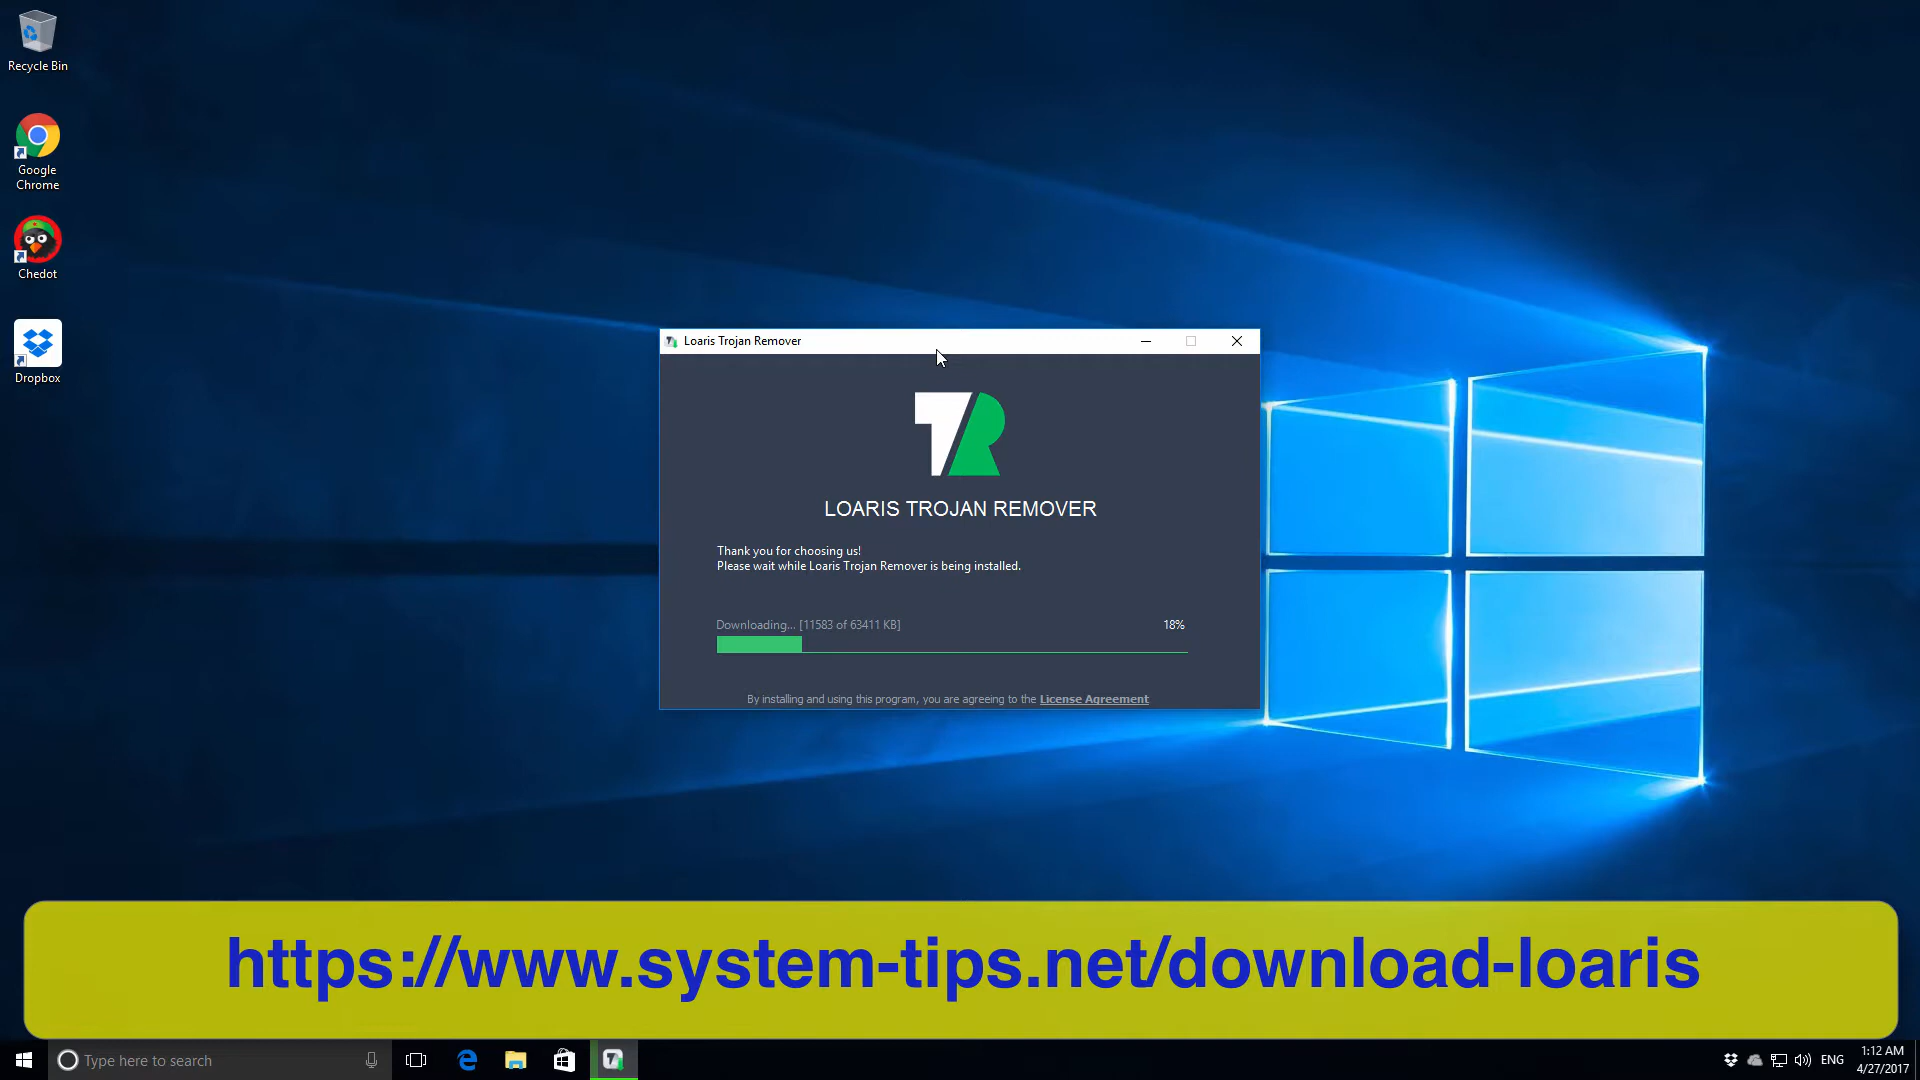 Recycle Bin
Google
Chrome
Chedot
Dropbox
Loaris Trojan Remover
TR
LOARIS TROJAN REMOVER
Thank you for choosing us!
Please wait while Loaris Trojan Remover is being installed.
Downloading... [11583 of 63411 KB] 18%
By installing and using this program, you are agreeing to the License Agreement
https://www.system-tips.net/download-loaris
Type here to search
ENG
1:12 AM
4/27/2017